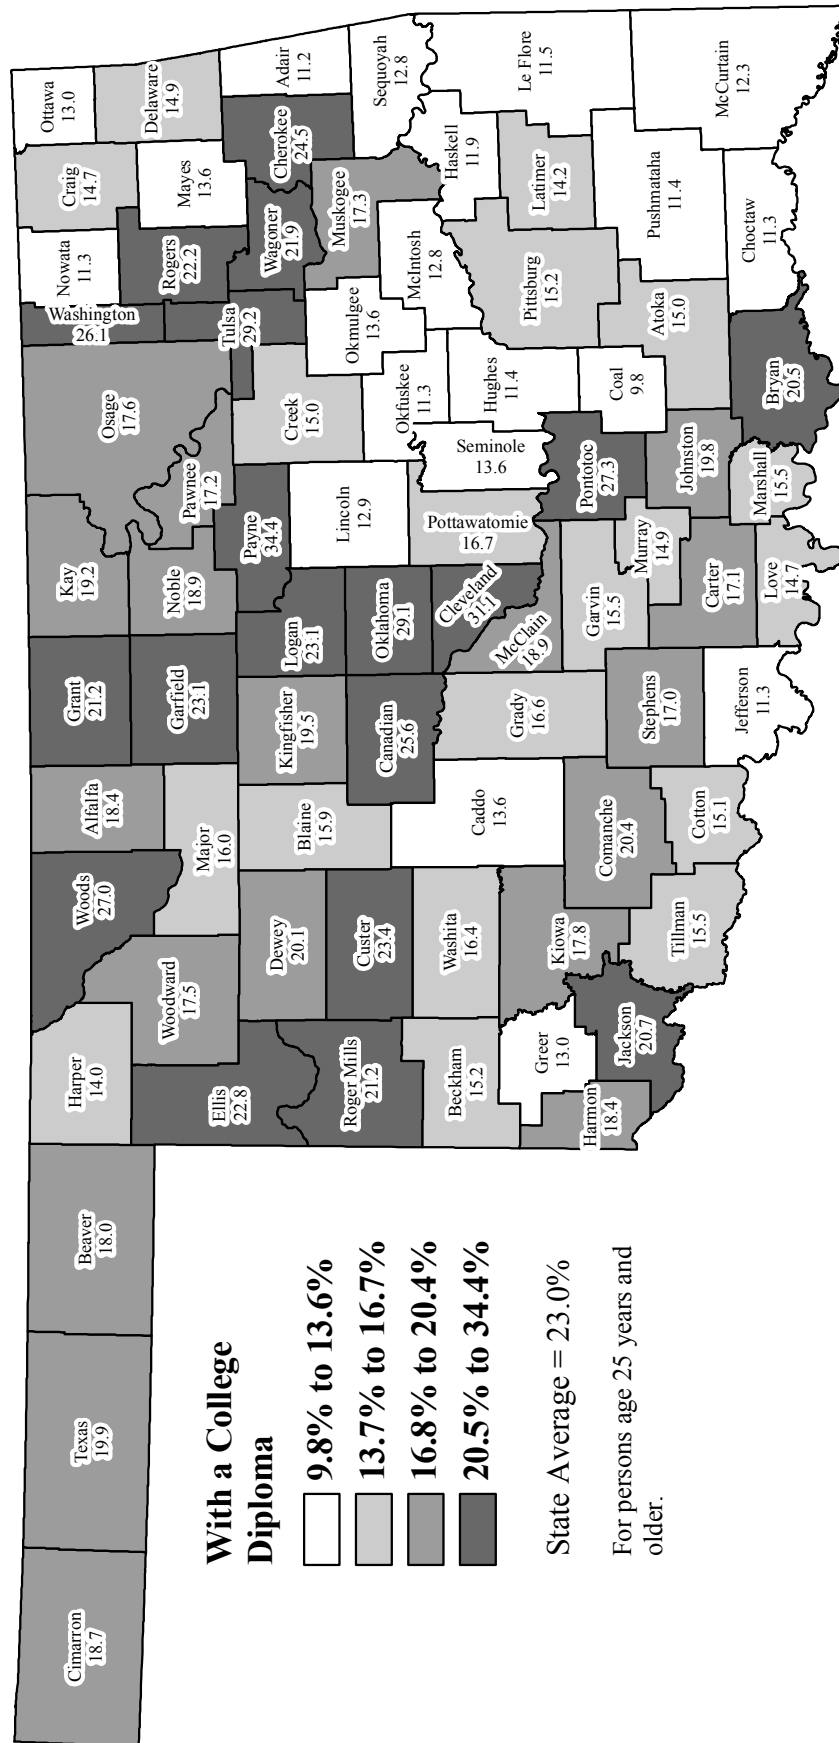 Cimarron
18.7
Texas
19.9
Beaver
18.0
Harper
14.0
Woods
27.0
Alfalfa
18.4
Grant
21.2
Kay
19.2
Osage
17.6
Washington
26.1
Nowata
11.3
Craig
14.7
Ottawa
13.0
Ellis
22.8
Woodward
17.5
Major
16.0
Garfield
23.1
Noble
18.9
Pawnee
17.2
Rogers
22.2
Mayes
13.6
Delaware
14.9
Roger Mills
21.2
Dewey
20.1
Blaine
15.9
Kingfisher
19.5
Logan
23.1
Payne
34.4
Creek
15.0
Tulsa
29.2
Wagoner
21.9
Cherokee
24.5
Adair
11.2
Custer
23.4
Canadian
25.6
Oklahoma
29.1
Lincoln
12.9
Okfuskee
11.3
Okmulgee
13.6
Muskogee
17.3
Sequoyah
12.8
Beckham
15.2
Washita
16.4
Caddo
13.6
Grady
16.6
McClain
18.9
Cleveland
31.1
Pottawatomie
16.7
Seminole
13.6
Hughes
11.4
McIntosh
12.8
Haskell
11.9
Le Flore
11.5
Greer
13.0
Kiowa
17.8
Comanche
20.4
Stephens
17.0
Garvin
15.5
Murray
14.9
Pontotoc
27.3
Coal
9.8
Pittsburg
15.2
Latimer
14.2
Harmon
18.4
Jackson
20.7
Tillman
15.5
Cotton
15.1
Jefferson
11.3
Carter
17.1
Johnston
19.8
Atoka
15.0
Pushmataha
11.4
McCurtain
12.3
Love
14.7
Marshall
15.5
Bryan
20.5
Choctaw
11.3
With a College
Diploma
9.8% to 13.6%
13.7% to 16.7%
16.8% to 20.4%
20.5% to 34.4%
State Average = 23.0%
For persons age 25 years and
older.